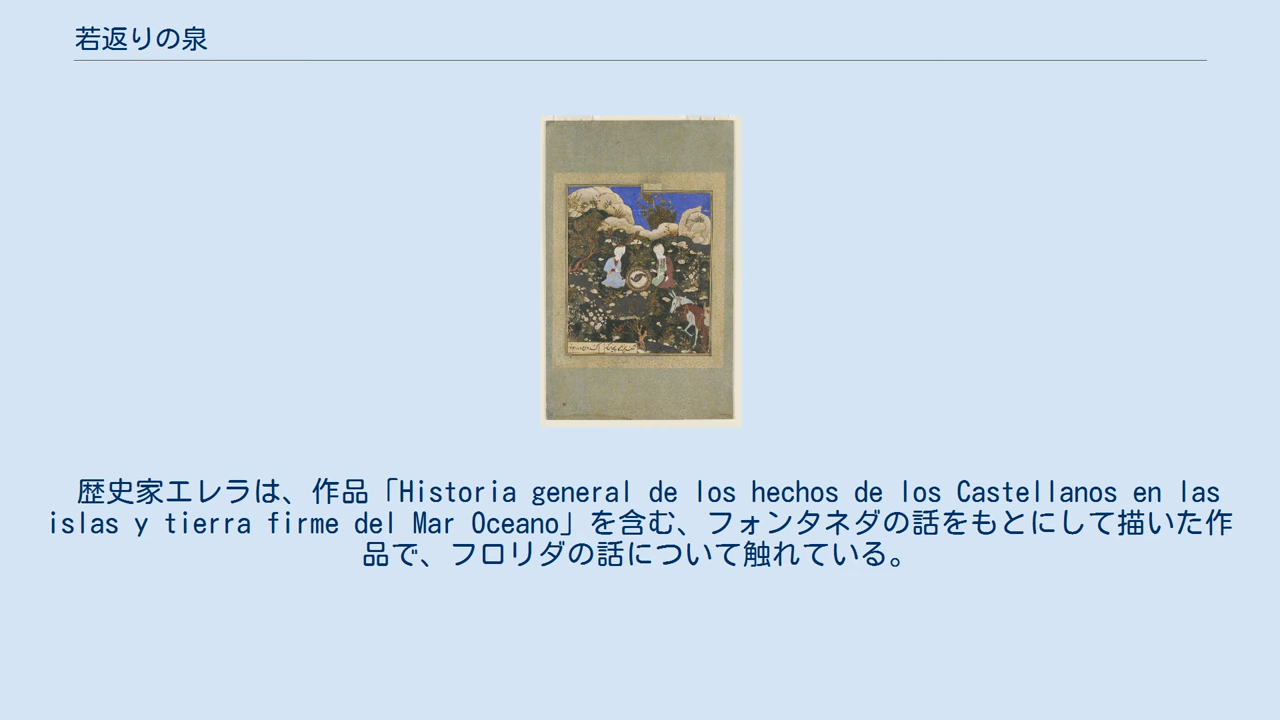 若返りの泉
歴史家エレラは、作品「Historia general de los hechos de los Castellanos en las
islas y tierra firme del Mar Oceano」を含む、フォンタネダの話をもとにして描いた作
品で、フロリダの話について触れている。